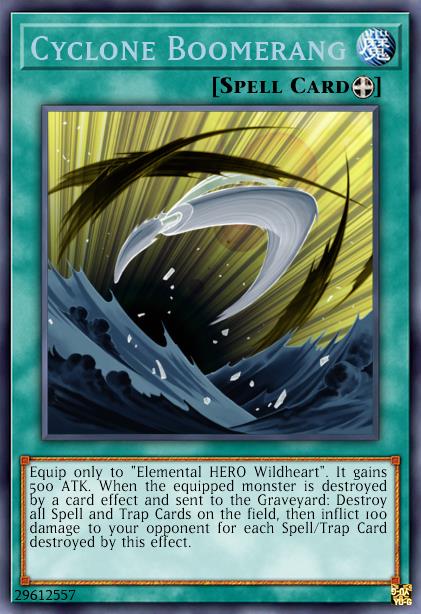 Cyclone Boomerang
[Spell Card]
Equip only to "Elemental HERO Wildheart". It gains
500 ATK. When the equipped monster is destroyed
by a card effect and sent to the Graveyard: Destroy
all Spell and Trap Cards on the field, then inflict 100
damage to your opponent for each Spell/Trap Card
destroyed by this effect.
29612557